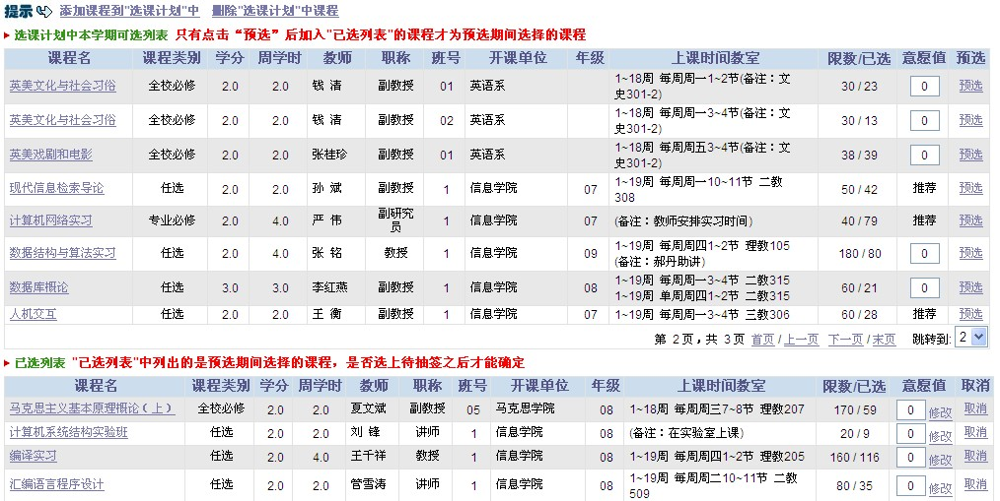 提示 添加课程到"选课计划"中 删除"选课计划"中课程
选课计划中本学期可选列表 只有点击“预选”后加入"已选列表"的课程才为预选期间选择的课程
课程名 课程类别 学分 周学时 教师 职称 班号 开课单位 年级 上课时间教室 限数/已选 意愿值 预选
英美文化与社会习俗 全校必修 2.0 2.0 钱 清 副教授 01 英语系 1~18周 每周周一1~2节(备注：文史301-2) 30 / 23 0 预选
英美文化与社会习俗 全校必修 2.0 2.0 钱 清 副教授 02 英语系 1~18周 每周周一3~4节(备注：文史301-2) 30 / 13 0 预选
英美戏剧和电影 全校必修 2.0 2.0 张桂珍 副教授 01 英语系 1~18周 每周周五3~4节(备注：文史301-2) 38 / 39 0 预选
现代信息检索导论 任选 2.0 2.0 孙 斌 副教授 1 信息学院 07 1~19周 每周周一10~11节 二教308 50 / 42 推荐 预选
计算机网络实习 专业必修 2.0 4.0 严 伟 副研究员 1 信息学院 07 (备注：教师安排实习时间) 40 / 79 推荐 预选
数据结构与算法实习 任选 2.0 4.0 张 铭 教授 1 信息学院 09 1~19周 每周周四1~2节 理教105 (备注：郝丹助讲) 180 / 80 0 预选
数据库概论 任选 3.0 3.0 李红燕 副教授 1 信息学院 08 1~19周 每周周一3~4节 二教315 1~19周 单周周四1~2节 二教315 60 / 21 0 预选
人机交互 任选 2.0 2.0 王 衡 副教授 1 信息学院 07 1~19周 每周周一3~4节 三教306 60 / 28 推荐 预选
第 2 页，共 3 页 首页 / 上一页 下一页 / 末页 跳转到: 2
已选列表 "已选列表"中列出的是预选期间选择的课程，是否选上待抽签之后才能确定
课程名 课程类别 学分 周学时 教师 职称 班号 开课单位 年级 上课时间教室 限数/已选 意愿值 取消
马克思主义基本原理概论（上） 全校必修 2.0 2.0 夏文斌 副教授 05 马克思学院 08 1~18周 每周周三7~8节 理教207 170 / 59 0 修改 取消
计算机系统结构实验班 任选 2.0 2.0 刘 锋 讲师 1 信息学院 08 (备注：在实验室上课) 20 / 9 0 修改 取消
编译实习 任选 2.0 4.0 王千祥 教授 1 信息学院 08 1~19周 每周周四1~2节 理教205 160 / 116 0 修改 取消
汇编语言程序设计 任选 2.0 2.0 管雪涛 讲师 1 信息学院 08 1~19周 每周周二10~11节 二教509 80 / 35 0 修改 取消